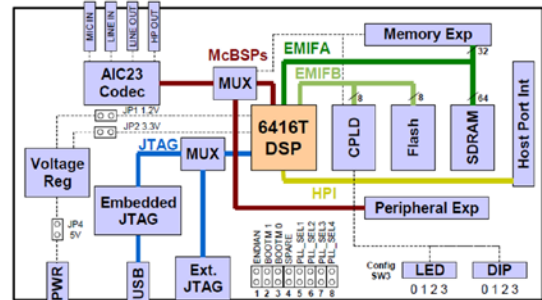 MIC IN
LINE IN
LINE OUT
HP OUT
AIC23
Codec
McBSPs
MUX
Memory Exp
32
EMIFA
EMIFB
8
8
64
JP1 1.2V
JP2 3.3V
6416T
DSP
CPLD
Flash
SDRAM
Host Port Int
Voltage
Reg
JTAG
MUX
HPI
Embedded
JTAG
Peripheral Exp
JP4
5V
PWR
USB
Ext.
JTAG
ENDIAN
BOOTM 1
BOOTM 0
SPARE
PLL_SEL1
PLL_SEL2
PLL_SEL3
PLL_SEL4
1 2 3 4 5 6 7 8
Config
SW3
LED
DIP
0 1 2 3
0 1 2 3